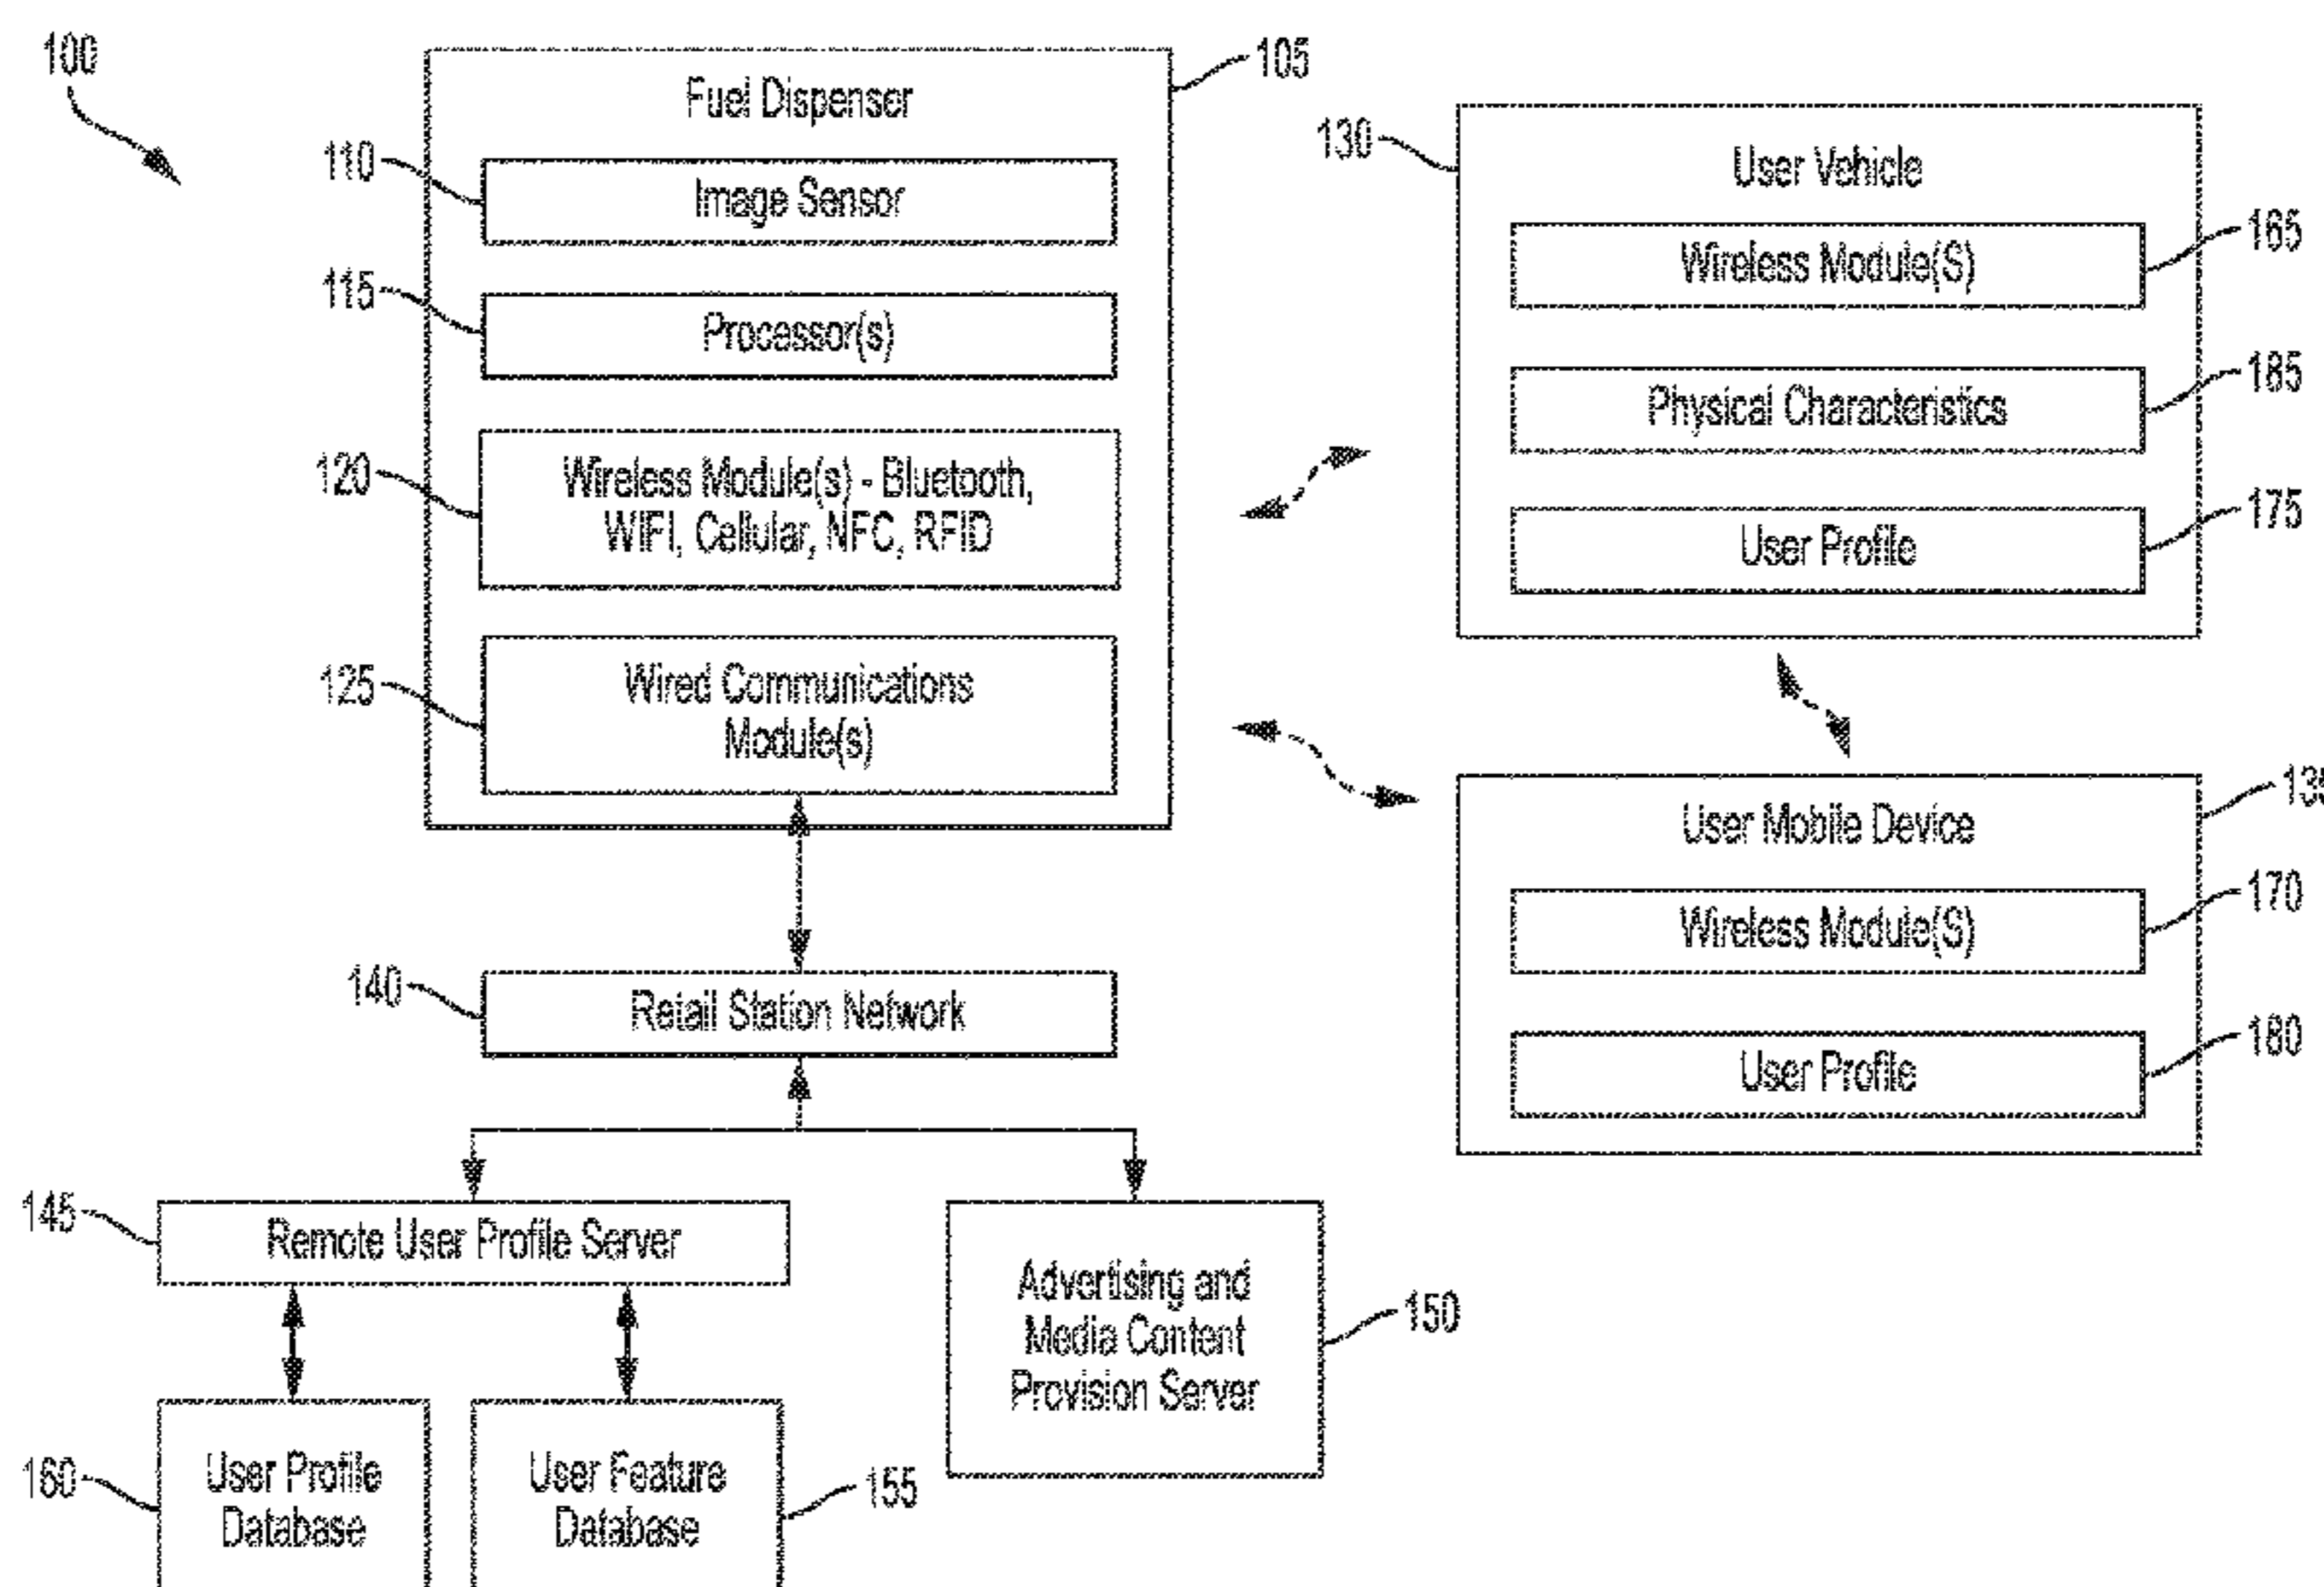 100
105
Fuel Dispenser
110
Image Sensor
115
Processor(s)
120
Wireless Module(s) - Bluetooth,
WIFI, Cellular, NFC, RFID
125
Wired Communications
Module(s)
130
User Vehicle
165
Wireless Module(S)
185
Physical Characteristics
175
User Profile
User Mobile Device
170
Wireless Module(S)
180
User Profile
140
Retail Station Network
145
Remote User Profile Server
150
Advertising and
Media Content
Provision Server
160
User Profile
Database
155
User Feature
Database